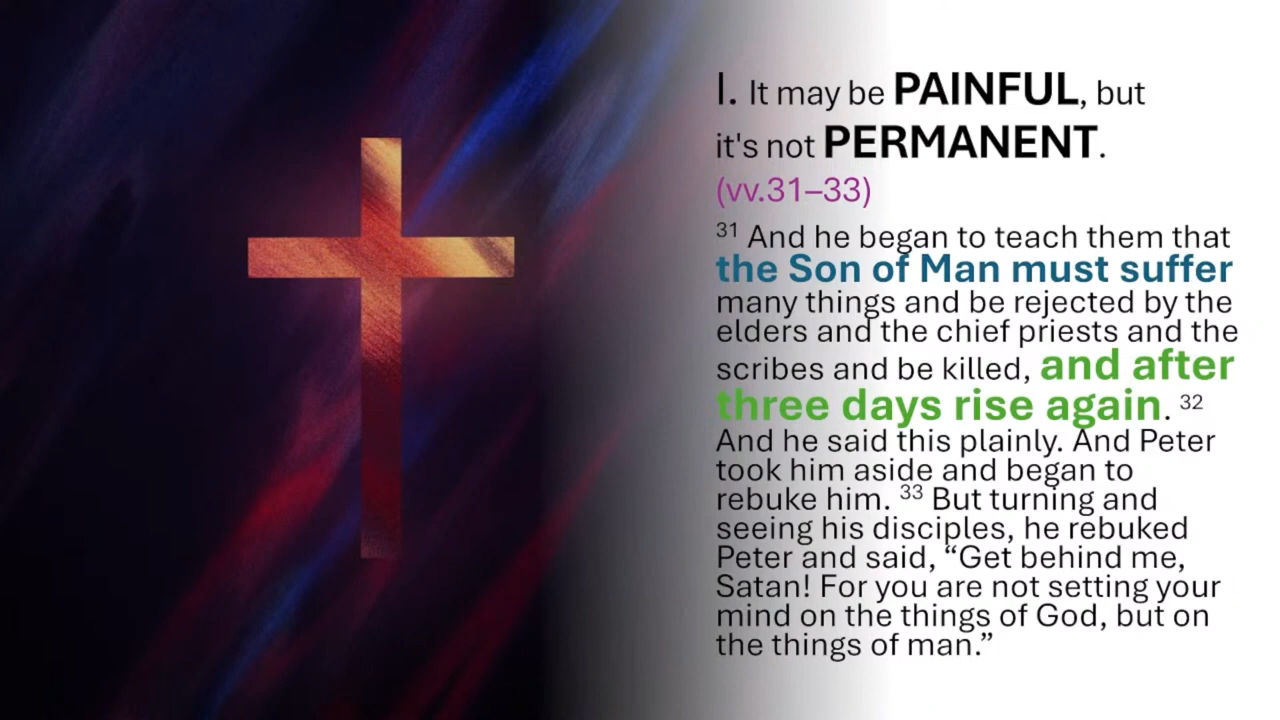 I. It may be PAINFUL, but
it's not PERMANENT.
(vv.31–33)
31 And he began to teach them that
the Son of Man must suffer
many things and be rejected by the
elders and the chief priests and the
scribes and be killed, and after
three days rise again. 32
And he said this plainly. And Peter
took him aside and began to
rebuke him. 33 But turning and
seeing his disciples, he rebuked
Peter and said, “Get behind me,
Satan! For you are not setting your
mind on the things of God, but on
the things of man.”